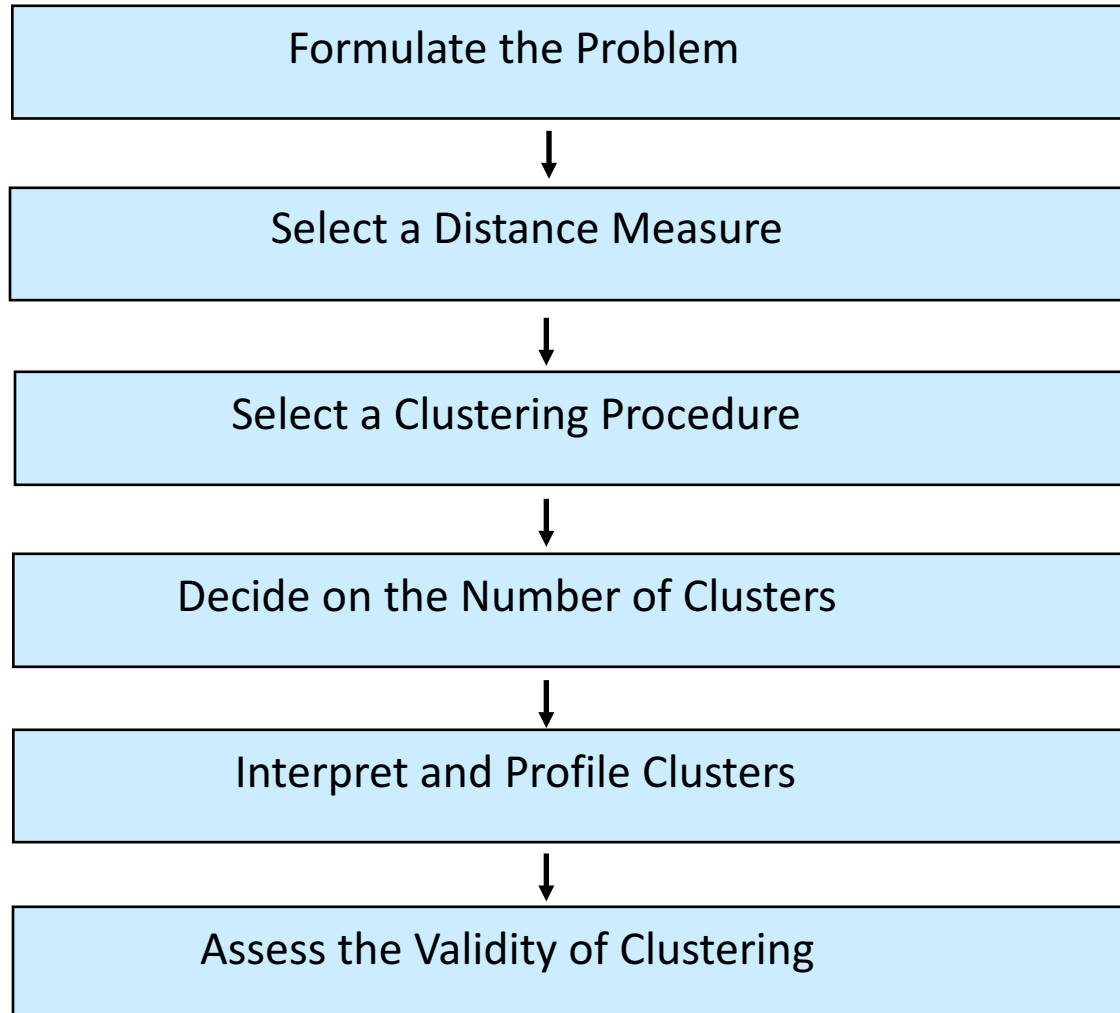 Formulate the Problem
Select a Distance Measure
Select a Clustering Procedure
Decide on the Number of Clusters
Interpret and Profile Clusters
Assess the Validity of Clustering